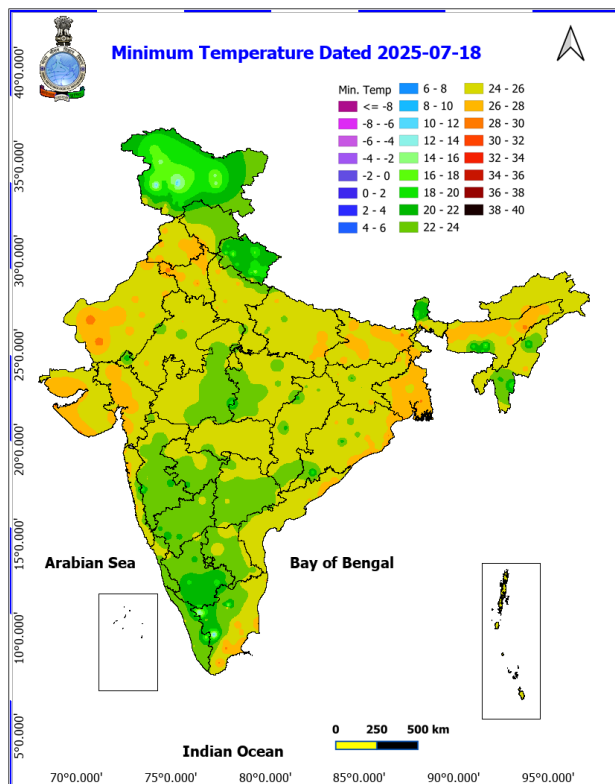 Minimum Temperature Dated 2025-07-18
Min. Temp
<= -8
-8 - -6
-6 - -4
-4 - -2
-2 - 0
0 - 2
2 - 4
4 - 6
6 - 8
8 - 10
10 - 12
12 - 14
14 - 16
16 - 18
18 - 20
20 - 22
22 - 24
24 - 26
26 - 28
28 - 30
30 - 32
32 - 34
34 - 36
36 - 38
38 - 40
40°0.000'
35°0.000'
30°0.000'
25°0.000'
20°0.000'
15°0.000'
10°0.000'
5°0.000'
Arabian Sea
Bay of Bengal
0 250 500 km
Indian Ocean
70°0.000' 75°0.000' 80°0.000' 85°0.000' 90°0.000' 95°0.000'